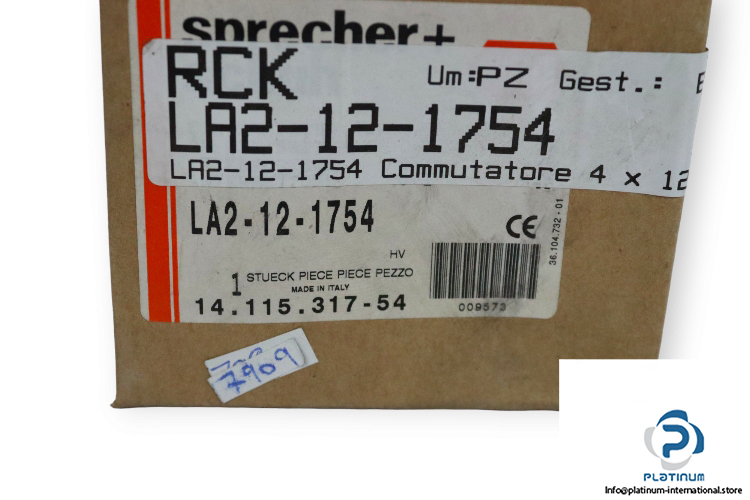 sprecher+
RCK Um:PZ Gest.:
LA2-12-1754
LA2-12-1754 Commutatore 4 x 12
LA2-12-1754
CE
36.104.732-01
HV
1 STUECK PIECE PIECE PEZZO
MADE IN ITALY
14.115.317-54
009573
7909
PLATINUM
Info@platinum-international.store